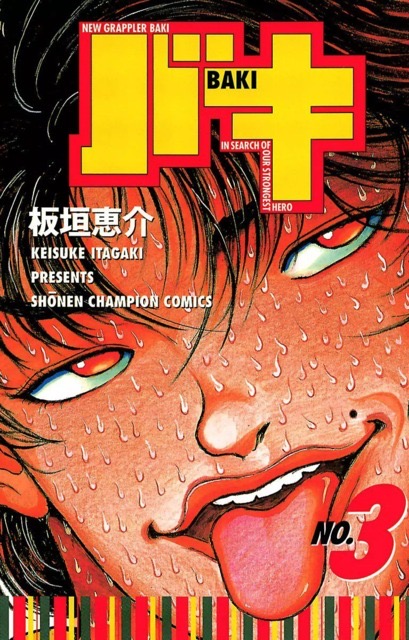 NEW GRAPPLER BAKI
バキ
BAKI
IN SEARCH OF
OUR STRONGEST
HERO
板垣恵介
KEISUKE ITAGAKI
PRESENTS
SHŌNEN CHAMPION COMICS
NO.3